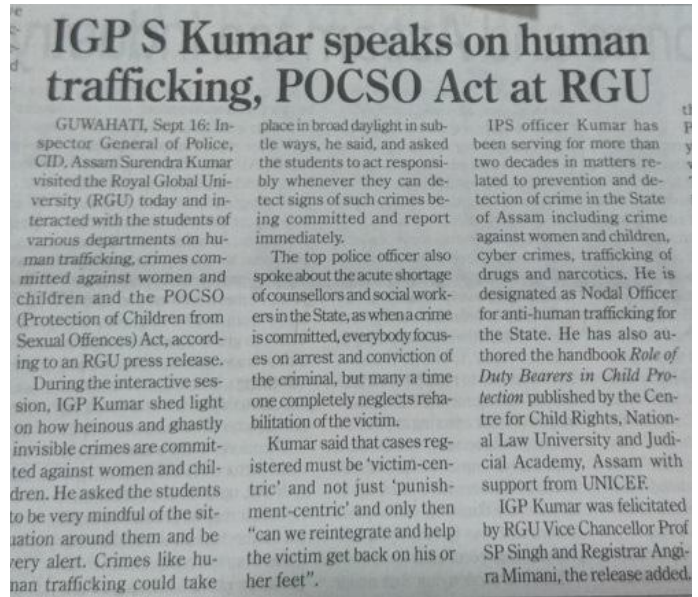 IGP S Kumar speaks on human
trafficking, POCSO Act at RGU
GUWAHATI, Sept 16: In-
spector General of Police,
CID, Assam Surendra Kumar
visited the Royal Global Uni-
versity (RGU) today and in-
teracted with the students of
various departments on hu-
man trafficking, crimes com-
mitted against women and
children and the POCSO
(Protection of Children from
Sexual Offences) Act, accord-
ing to an RGU press release.
During the interactive ses-
sion, IGP Kumar shed light
on how heinous and ghastly
invisible crimes are commit-
ted against women and chil-
dren. He asked the students
to be very mindful of the sit-
uation around them and be
very alert. Crimes like hu-
man trafficking could take
place in broad daylight in sub-
tle ways, he said, and asked
the students to act responsi-
bly whenever they can de-
tect signs of such crimes be-
ing committed and report
immediately.
The top police officer also
spoke about the acute shortage
of counsellors and social work-
ers in the State, as when a crime
is committed, everybody focus-
es on arrest and conviction of
the criminal, but many a time
one completely neglects reha-
bilitation of the victim.
Kumar said that cases reg-
istered must be ‘victim-cen-
tric’ and not just ‘punish-
ment-centric’ and only then
“can we reintegrate and help
the victim get back on his or
her feet”.
IPS officer Kumar has
been serving for more than
two decades in matters re-
lated to prevention and de-
tection of crime in the State
of Assam including crime
against women and children,
cyber crimes, trafficking of
drugs and narcotics. He is
designated as Nodal Officer
for anti-human trafficking for
the State. He has also au-
thored the handbook Role of
Duty Bearers in Child Pro-
tection published by the Cen-
tre for Child Rights, Nation-
al Law University and Judi-
cial Academy, Assam with
support from UNICEF.
IGP Kumar was felicitated
by RGU Vice Chancellor Prof
SP Singh and Registrar Angi-
ra Mimani, the release added.